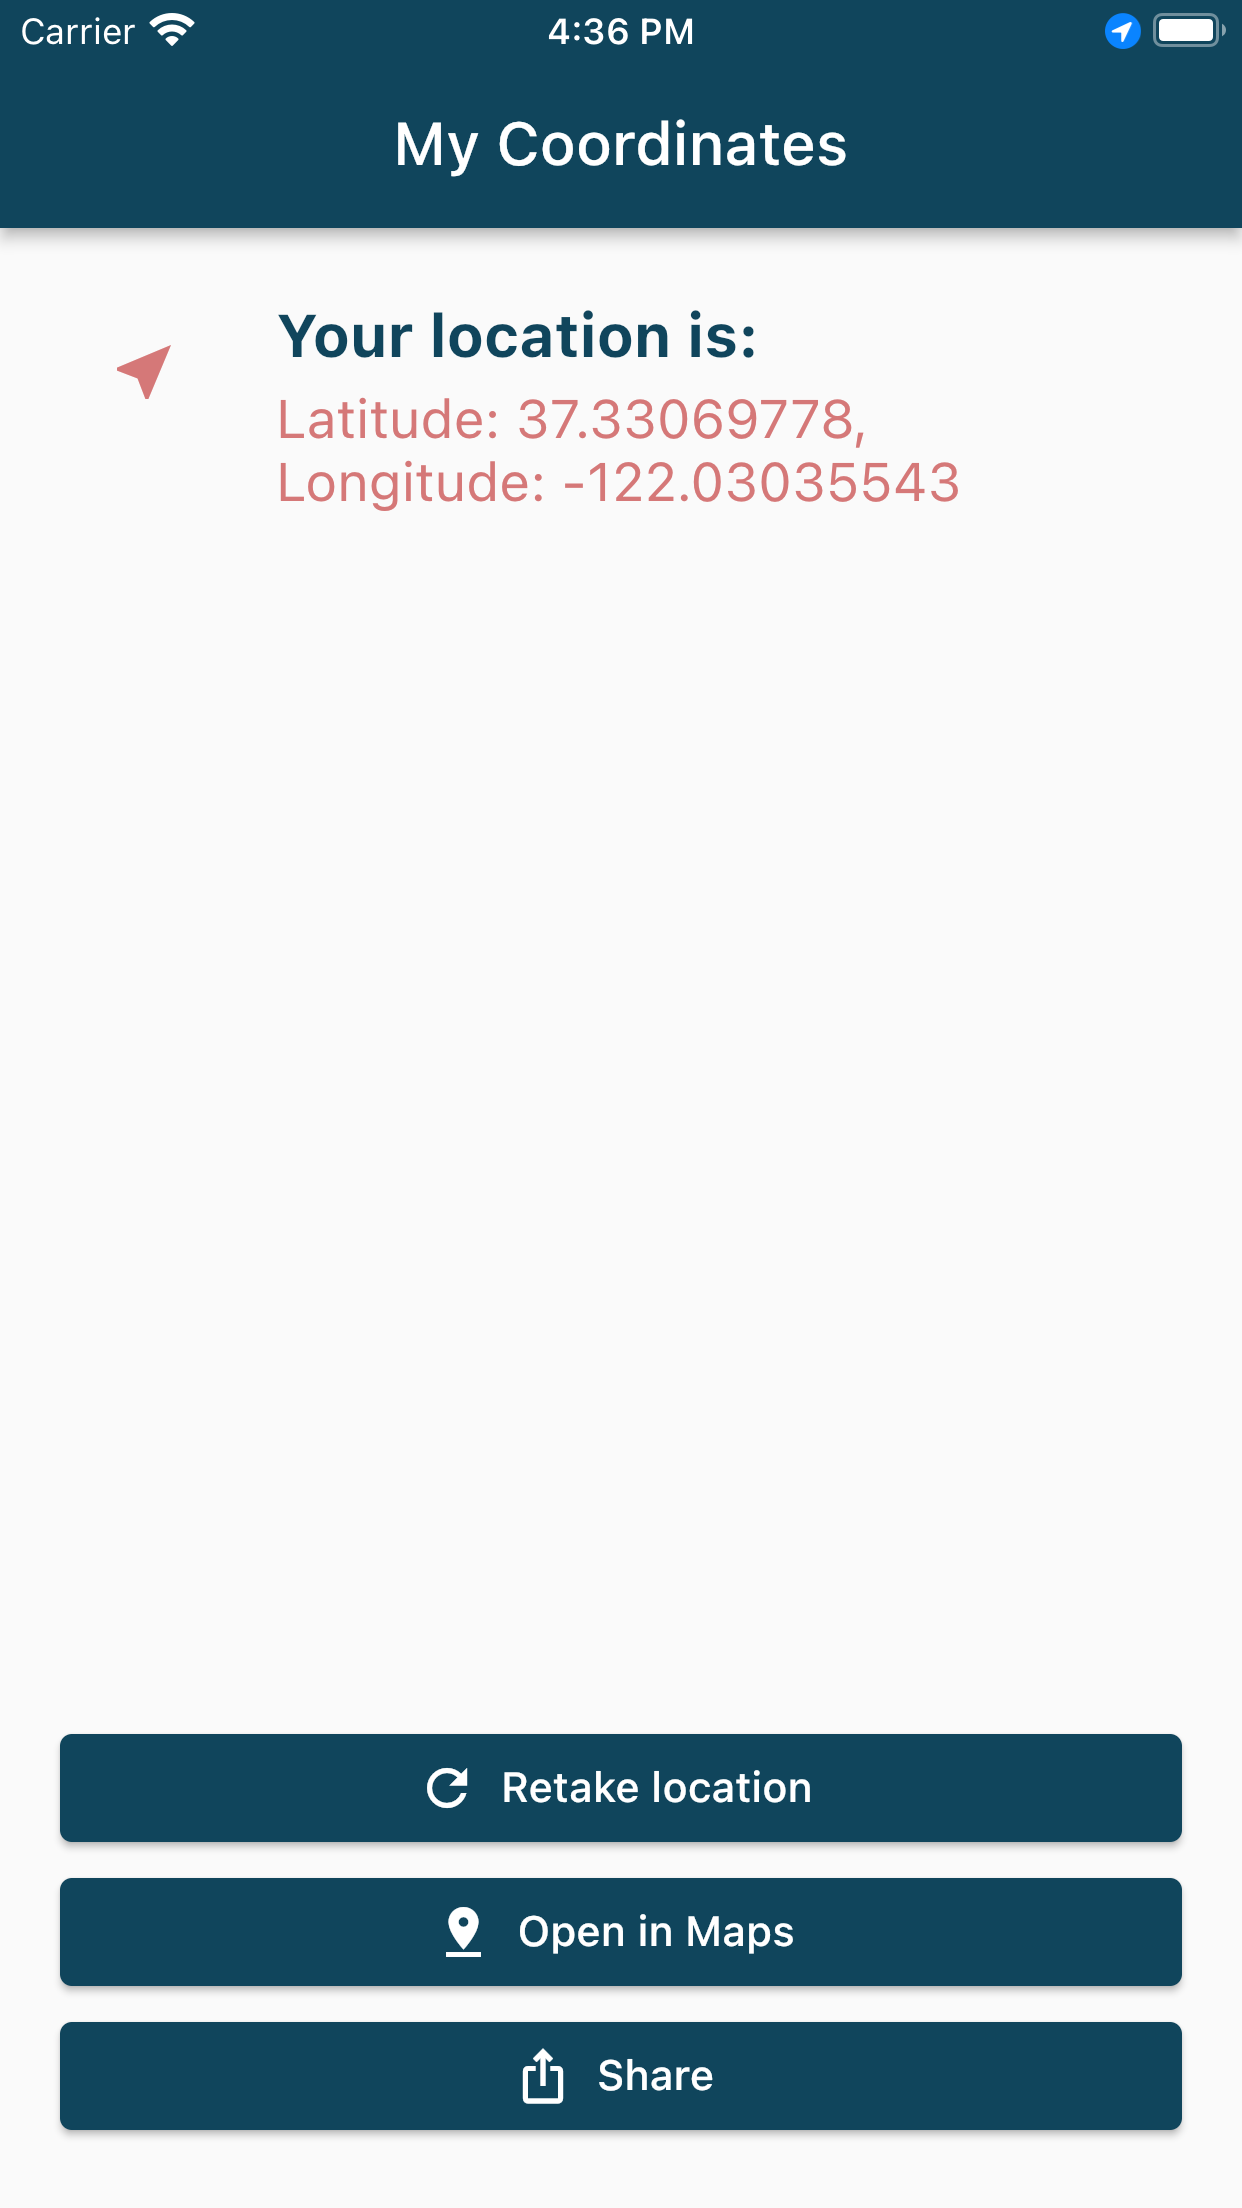 Carrier 4:36 PM
My Coordinates
Your location is:
Latitude: 37.33069778,
Longitude: -122.03035543
Retake location
Open in Maps
Share